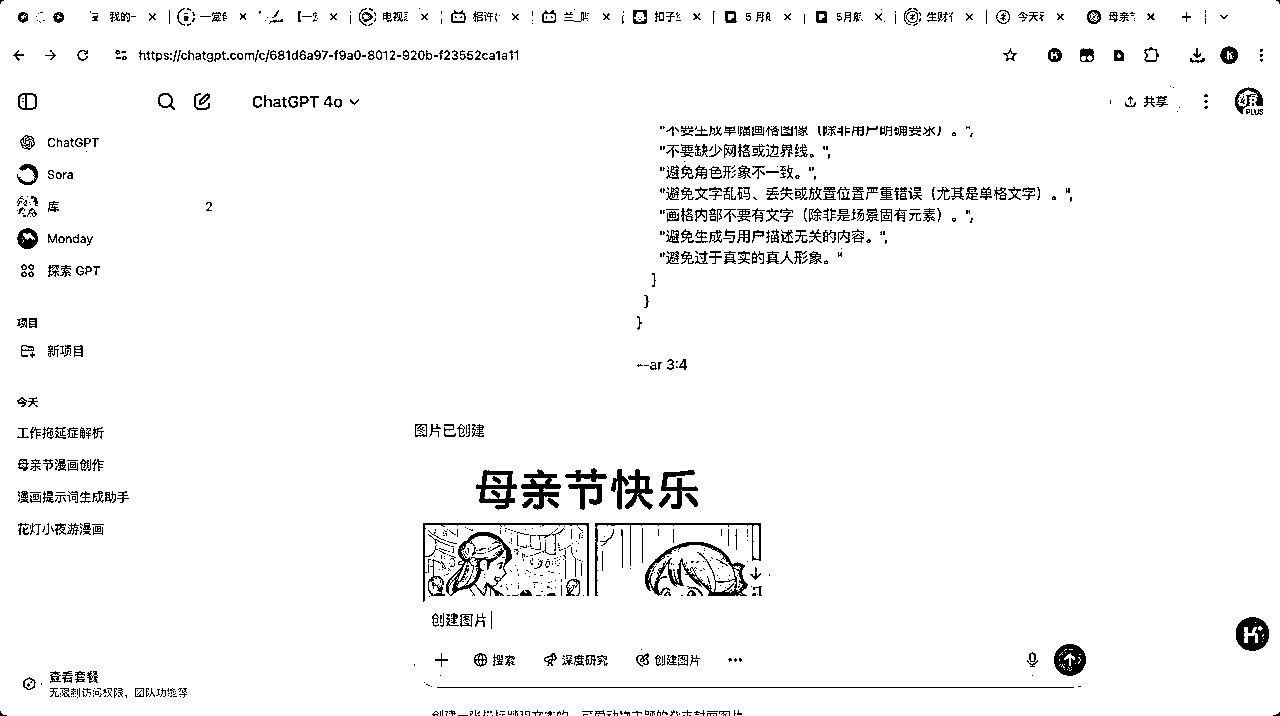 我的
一堂
电视
5月
5月
生财
今天
母亲
https://chatgpt.com/c/681d6a97-f9a0-8012-920b-f23552ca1a11
ChatGPT 4o
共享
PLUS
ChatGPT
Sora
库 2
Monday
探索 GPT
项目
新项目
今天
工作拖延症解析
母亲节漫画创作
漫画提示词生成助手
花灯小夜游漫画
查看套餐
无限制访问权限，团队功能等
"不要生成单幅画格图像（除非用户明确要求）。",
"不要缺少网格或边界线。",
"避免角色形象不一致。",
"避免文字乱码、丢失或放置位置严重错误（尤其是单格文字）。",
"画格内部不要有文字（除非是场景固有元素）。",
"避免生成与用户描述无关的内容。",
"避免过于真实的真人形象。"
]
}
}
--ar 3:4
图片已创建
母亲节快乐
创建图片
搜索
深度研究
创建图片